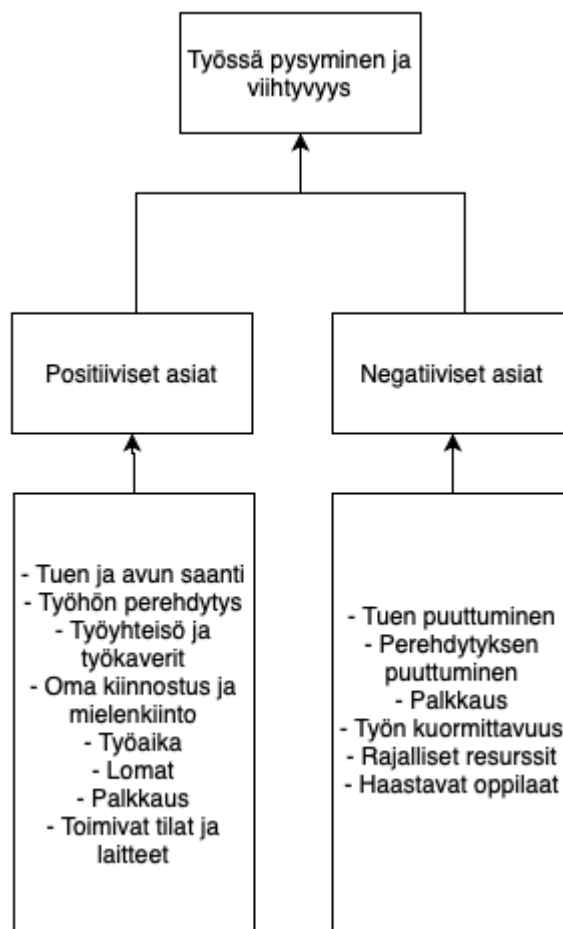 Työssä pysyminen ja
viihtyvyys
Positiiviset asiat
Negatiiviset asiat
- Tuen ja avun saanti
- Työhön perehdytys
- Työyhteisö ja
työkaverit
- Oma kiinnostus ja
mielenkiinto
- Työaika
- Lomat
- Palkkaus
- Toimivat tilat ja
laitteet
- Tuen puuttuminen
- Perehdytyksen
puuttuminen
- Palkkaus
- Työn kuormittavuus
- Rajalliset resurssit
- Haastavat oppilaat